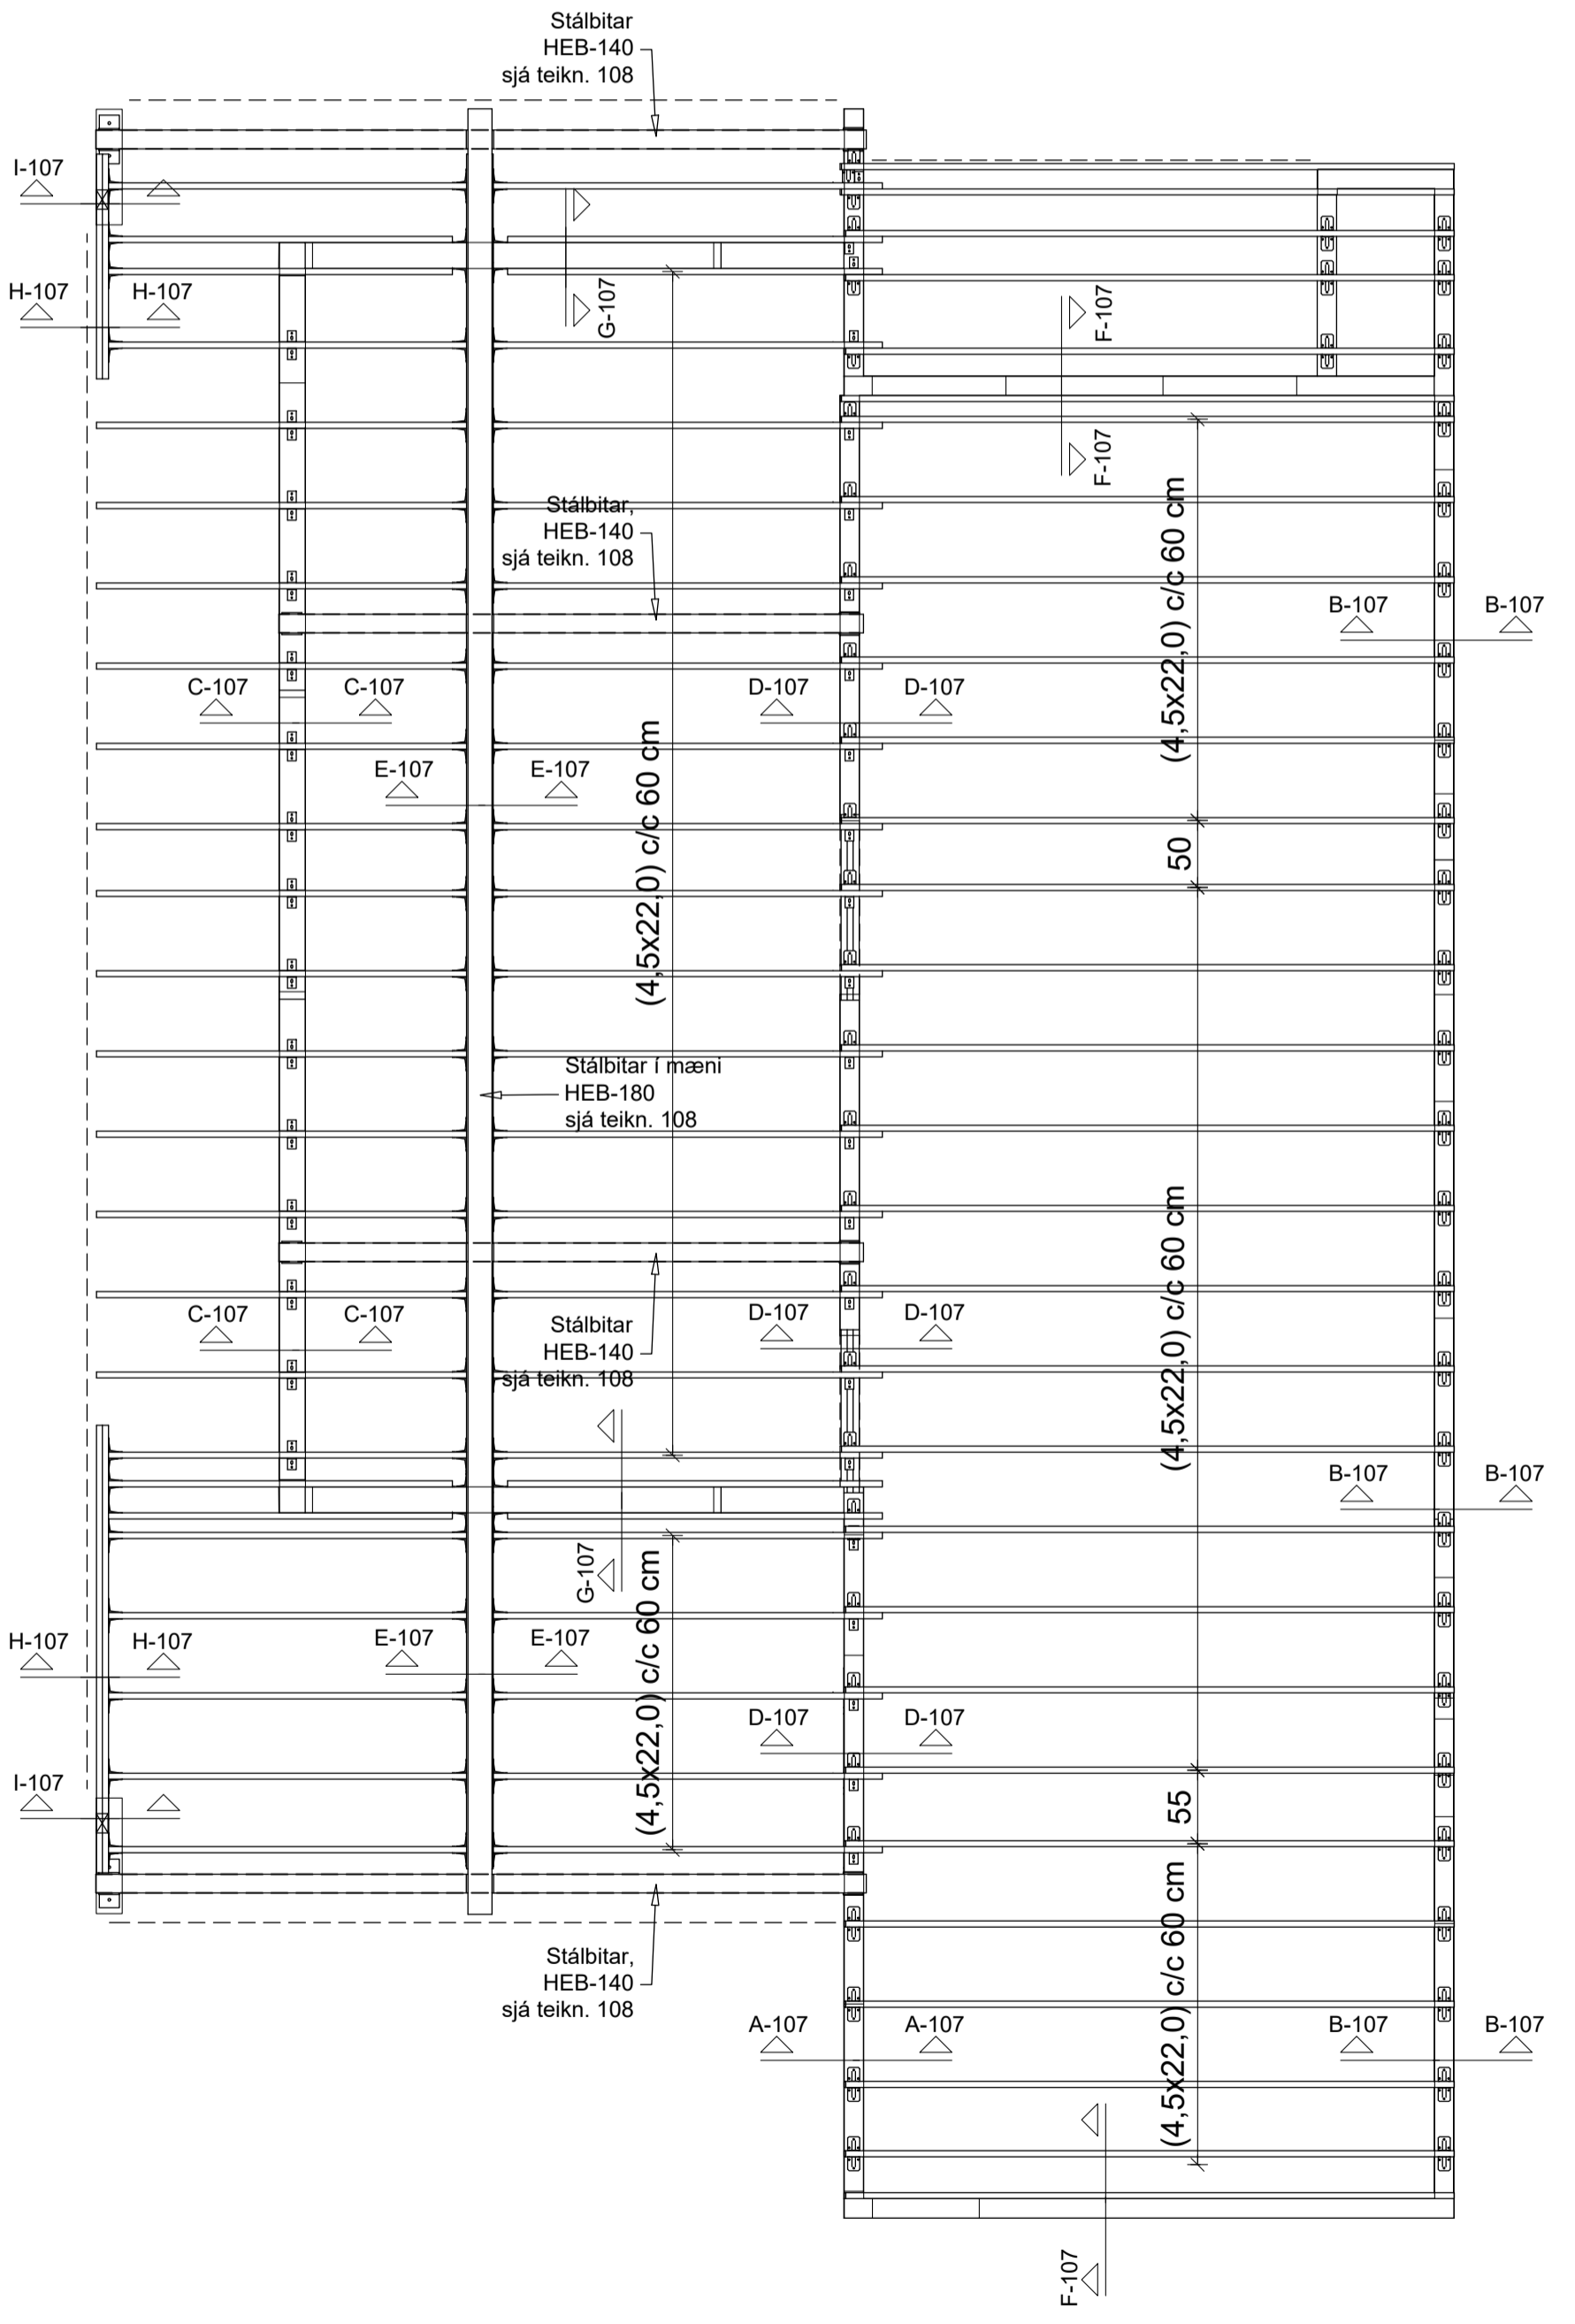 Stálbitar
HEB-140
sjá teikn. 108
I-107
H-107 H-107
G-107
F-107
F-107
(4,5x22,0) c/c 60 cm
Stálbitar,
HEB-140
sjá teikn. 108
B-107 B-107
C-107 C-107
D-107 D-107
E-107 E-107
(4,5x22,0) c/c 60 cm
50
Stálbitar í mæni
HEB-180
sjá teikn. 108
(4,5x22,0) c/c 60 cm
C-107 C-107
Stálbitar
HEB-140
sjá teikn. 108
D-107 D-107
B-107 B-107
G-107
(4,5x22,0) c/c 60 cm
H-107 H-107
E-107 E-107
D-107 D-107
I-107
55
(4,5x22,0) c/c 60 cm
Stálbitar,
HEB-140
sjá teikn. 108
A-107 A-107
B-107 B-107
F-107